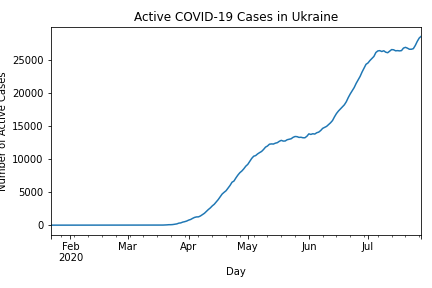 Active COVID-19 Cases in Ukraine
Number of Active Cases
25000
20000
15000
10000
5000
0
Feb Mar Apr May Jun Jul
2020
Day